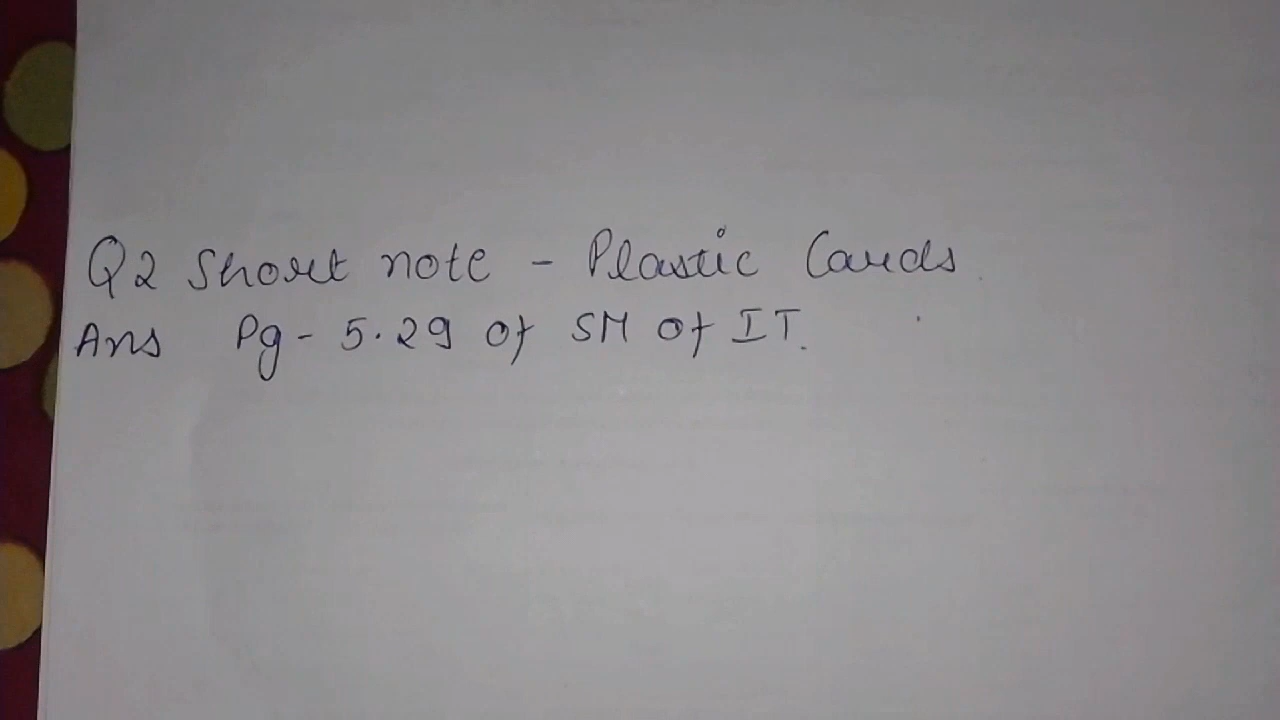 Q2 Short note - Plastic Cards
Ans Pg - 5.29 of SM of IT.